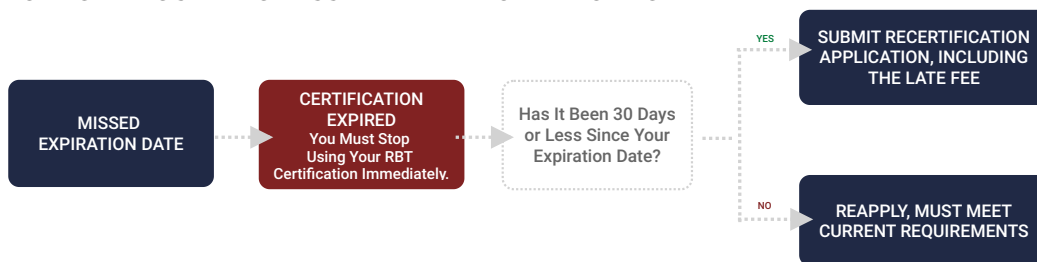 MISSED
EXPIRATION DATE
CERTIFICATION
EXPIRED
You Must Stop
Using Your RBT
Certification Immediately.
Has It Been 30 Days
or Less Since Your
Expiration Date?
YES
SUBMIT RECERTIFICATION
APPLICATION, INCLUDING
THE LATE FEE
NO
REAPPLY, MUST MEET
CURRENT REQUIREMENTS